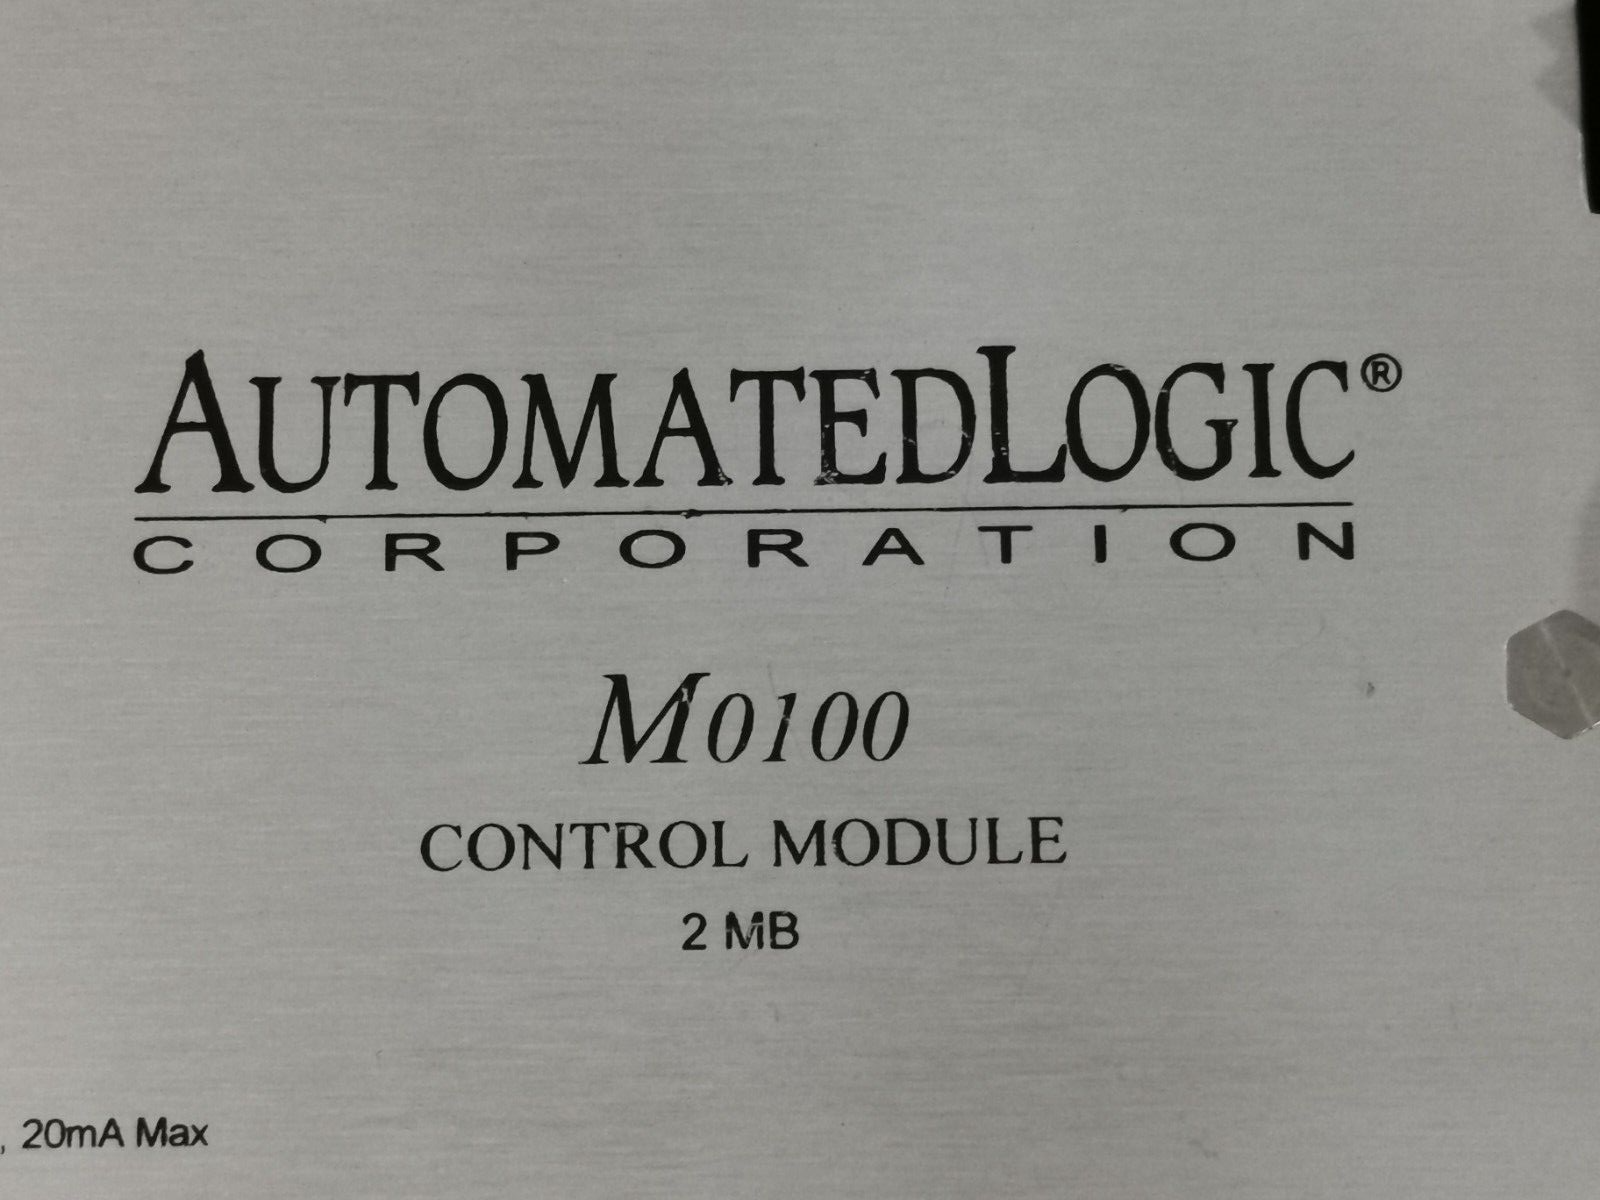 AUTOMATEDLOGIC®
CORPORATION
M0100
CONTROL MODULE
2 MB
, 20mA Max